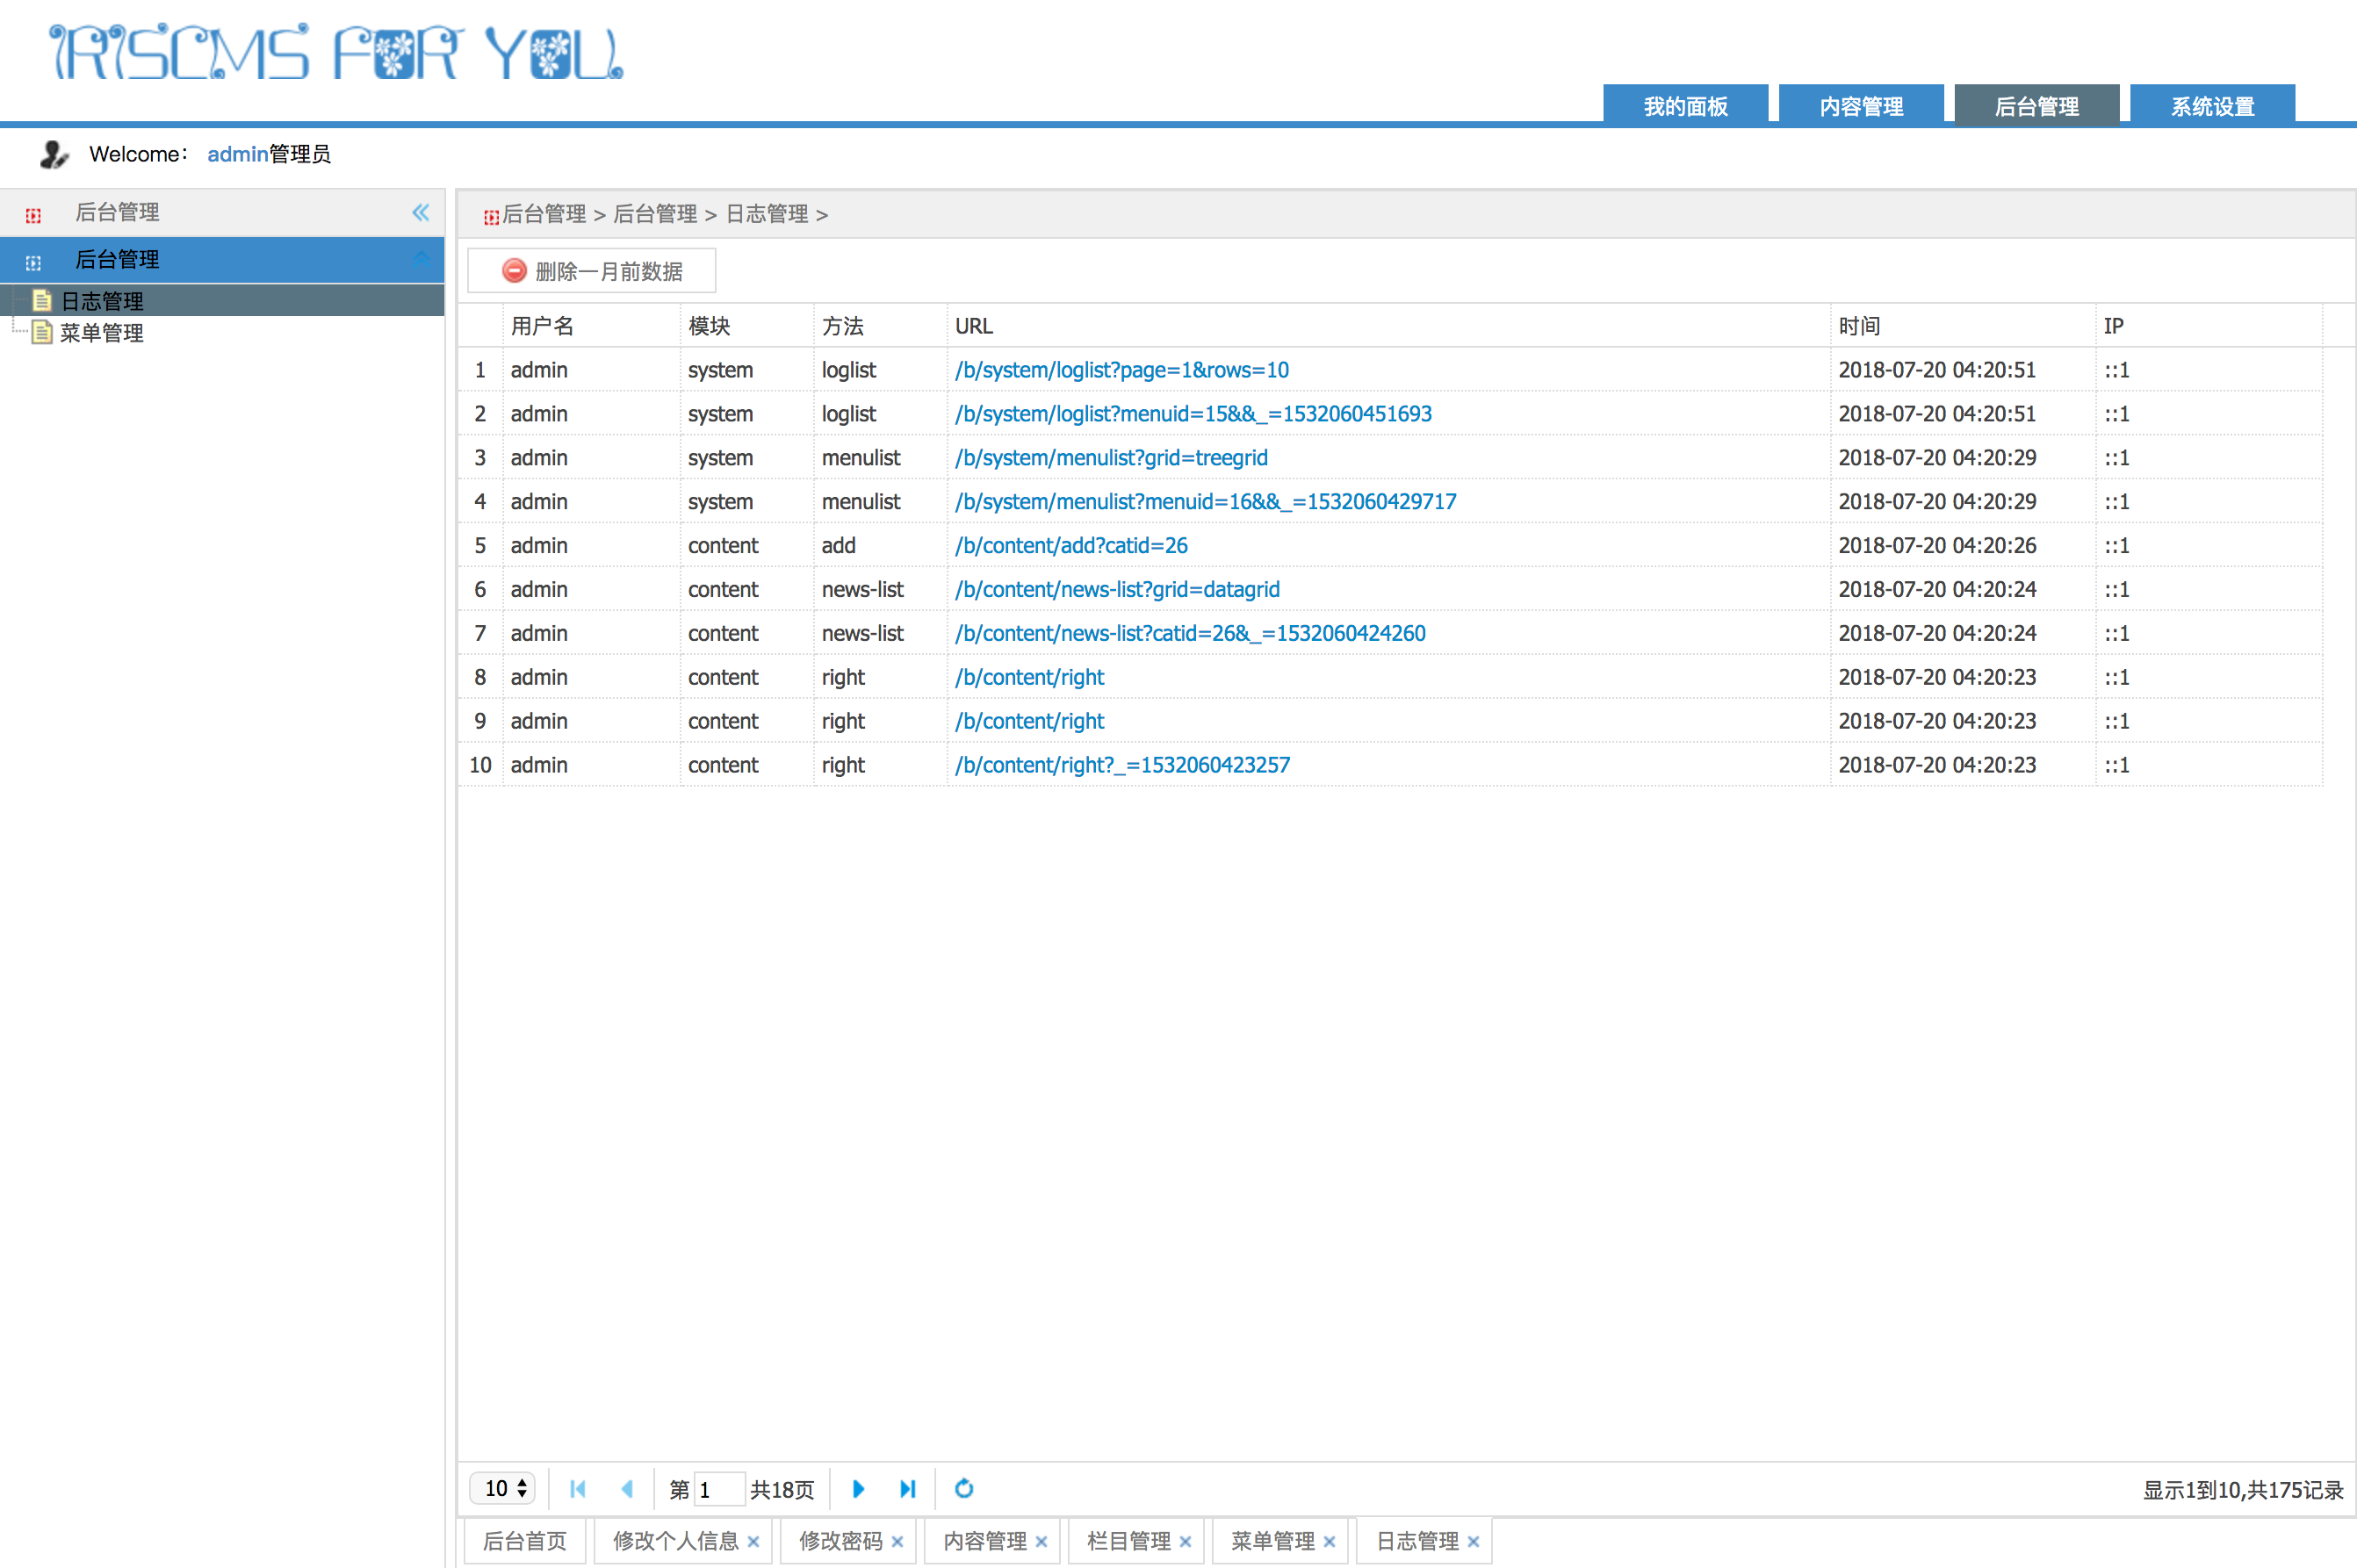 IRISCMS FOR YOU
我的面板 内容管理 后台管理 系统设置
Welcome： admin管理员
后台管理
后台管理
日志管理
菜单管理
后台管理 > 后台管理 > 日志管理 >
删除一月前数据
用户名 模块 方法 URL 时间 IP
1 admin system loglist /b/system/loglist?page=1&rows=10 2018-07-20 04:20:51 ::1
2 admin system loglist /b/system/loglist?menuid=15&&_=1532060451693 2018-07-20 04:20:51 ::1
3 admin system menulist /b/system/menulist?grid=treegrid 2018-07-20 04:20:29 ::1
4 admin system menulist /b/system/menulist?menuid=16&&_=1532060429717 2018-07-20 04:20:29 ::1
5 admin content add /b/content/add?catid=26 2018-07-20 04:20:26 ::1
6 admin content news-list /b/content/news-list?grid=datagrid 2018-07-20 04:20:24 ::1
7 admin content news-list /b/content/news-list?catid=26&_=1532060424260 2018-07-20 04:20:24 ::1
8 admin content right /b/content/right 2018-07-20 04:20:23 ::1
9 admin content right /b/content/right 2018-07-20 04:20:23 ::1
10 admin content right /b/content/right?_=1532060423257 2018-07-20 04:20:23 ::1
10 第 1 共18页 显示1到10,共175记录
后台首页 修改个人信息 修改密码 内容管理 栏目管理 菜单管理 日志管理